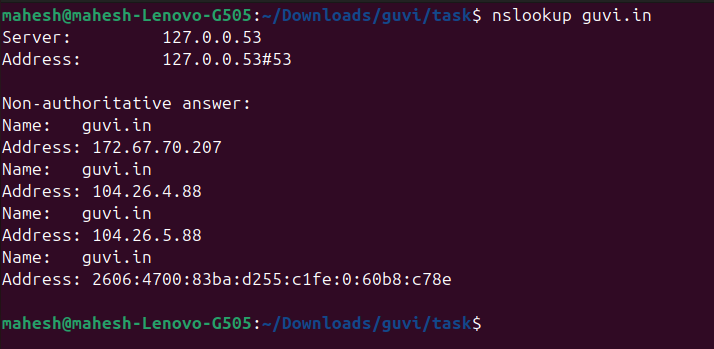 mahesh@mahesh-Lenovo-G505:~/Downloads/guvi/task$ nslookup guvi.in
Server:         127.0.0.53
Address:        127.0.0.53#53

Non-authoritative answer:
Name:   guvi.in
Address: 172.67.70.207
Name:   guvi.in
Address: 104.26.4.88
Name:   guvi.in
Address: 104.26.5.88
Name:   guvi.in
Address: 2606:4700:83ba:d255:c1fe:0:60b8:c78e

mahesh@mahesh-Lenovo-G505:~/Downloads/guvi/task$